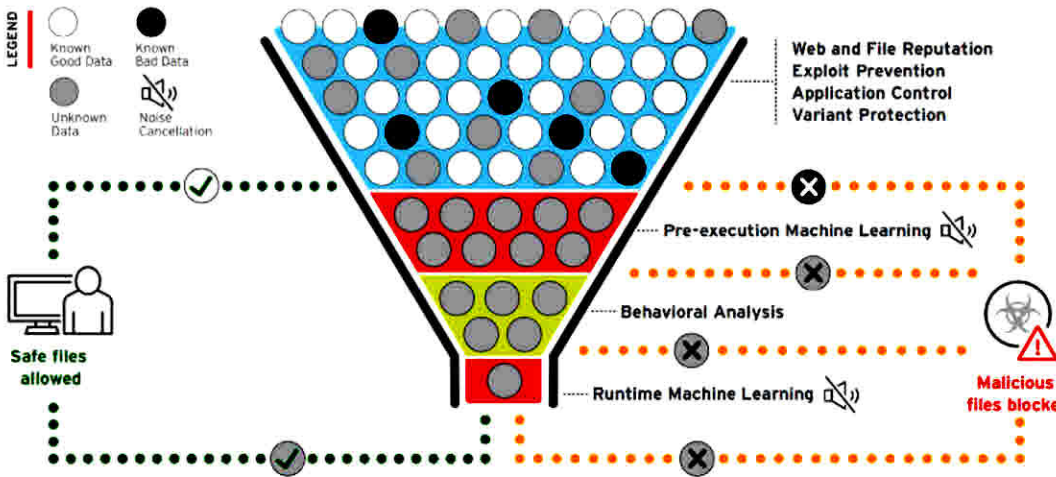 LEGEND
Known
Good Data
Known
Bad Data
Unknown
Data
Noise
Cancellation
Web and File Reputation
Exploit Prevention
Application Control
Variant Protection
Pre-execution Machine Learning
Behavioral Analysis
Safe files
allowed
Runtime Machine Learning
Malicious
files blocke